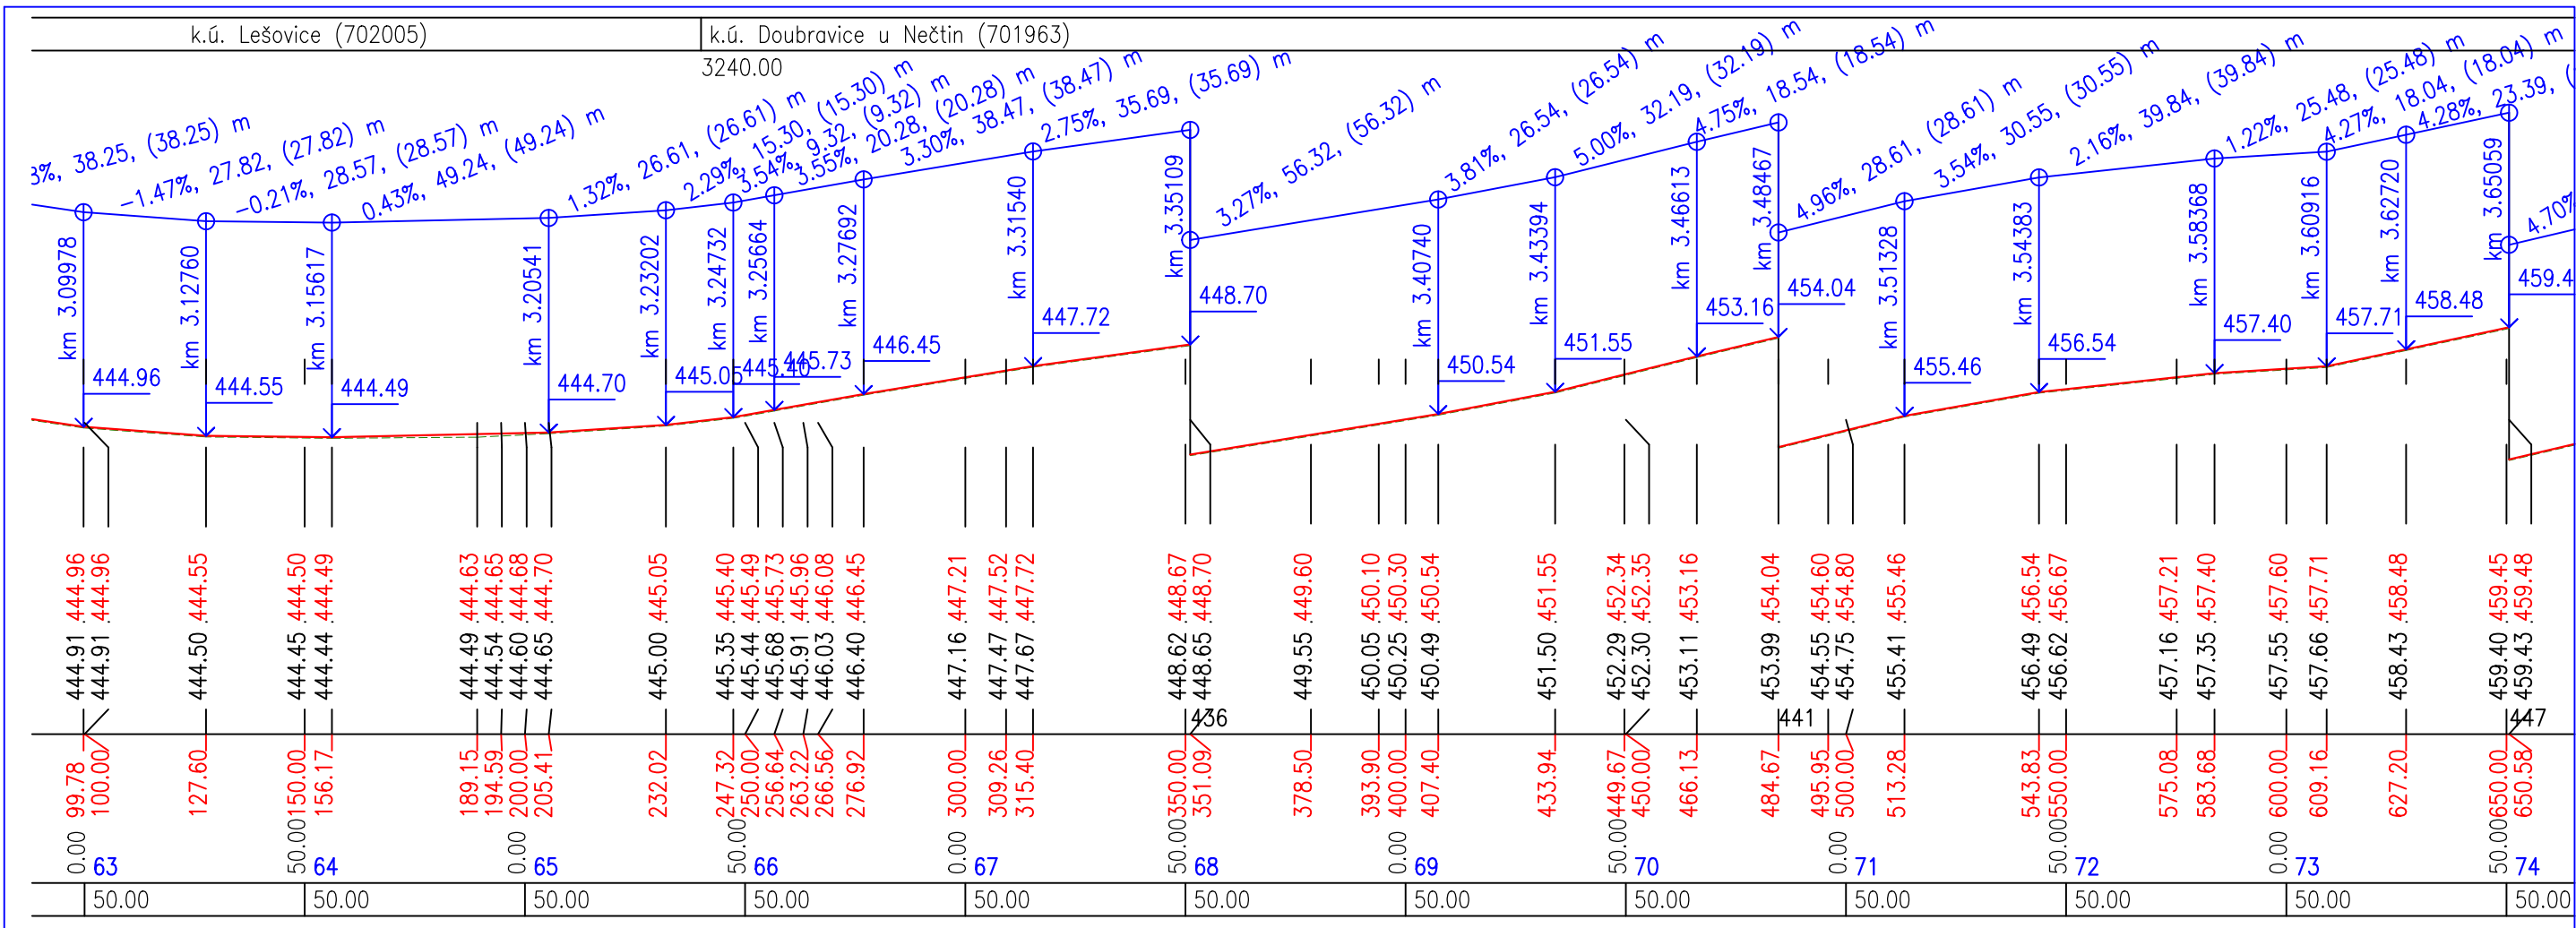 k.ú. Lešovice (702005)
k.ú. Doubravice u Nečtin (701963)
3240.00
3%, 38.25, (38.25) m
−1.47%, 27.82, (27.82) m
−0.21%, 28.57, (28.57) m
0.43%, 49.24, (49.24) m
1.32%, 26.61, (26.61) m
2.29%, 15.30, (15.30) m
3.54%, 9.32, (9.32) m
3.55%, 20.28, (20.28) m
3.30%, 38.47, (38.47) m
2.75%, 35.69, (35.69) m
3.27%, 56.32, (56.32) m
3.81%, 26.54, (26.54) m
5.00%, 32.19, (32.19) m
4.75%, 18.54, (18.54) m
4.96%, 28.61, (28.61) m
3.54%, 30.55, (30.55) m
2.16%, 39.84, (39.84) m
1.22%, 25.48, (25.48) m
4.27%, 18.04, (18.04) m
4.28%, 23.39, (
4.70%
km 3.09978
km 3.12760
km 3.15617
km 3.20541
km 3.23202
km 3.24732
km 3.25664
km 3.27692
km 3.31540
km 3.35109
km 3.40740
km 3.43394
km 3.46613
km 3.48467
km 3.51328
km 3.54383
km 3.58368
km 3.60916
km 3.62720
km 3.65059
444.96
444.55
444.49
444.70
445.05
445.40
445.73
446.45
447.72
448.70
450.54
451.55
453.16
454.04
455.46
456.54
457.40
457.71
458.48
459.4
444.91 444.96
444.91 444.96
444.50 444.55
444.45 444.50
444.44 444.49
444.49 444.63
444.54 444.65
444.60 444.68
444.65 444.70
445.00 445.05
445.35 445.40
445.44 445.49
445.68 445.73
445.91 445.96
446.03 446.08
446.40 446.45
447.16 447.21
447.47 447.52
447.67 447.72
448.62 448.67
448.65 448.70
449.55 449.60
450.05 450.10
450.25 450.30
450.49 450.54
451.50 451.55
452.29 452.34
452.30 452.35
453.11 453.16
453.99 454.04
454.55 454.60
454.75 454.80
455.41 455.46
456.49 456.54
456.62 456.67
457.16 457.21
457.35 457.40
457.55 457.60
457.66 457.71
458.43 458.48
459.40 459.45
459.43 459.48
436
441
447
99.78
100.00
127.60
150.00
156.17
189.15
194.59
200.00
205.41
232.02
247.32
250.00
256.64
263.22
266.56
276.92
300.00
309.26
315.40
350.00
351.09
378.50
393.90
400.00
407.40
433.94
449.67
450.00
466.13
484.67
495.95
500.00
513.28
543.83
550.00
575.08
583.68
600.00
609.16
627.20
650.00
650.58
0.00 63
50.00 64
0.00 65
50.00 66
0.00 67
50.00 68
0.00 69
50.00 70
0.00 71
50.00 72
0.00 73
50.00 74
50.00 50.00 50.00 50.00 50.00 50.00 50.00 50.00 50.00 50.00 50.00 50.00